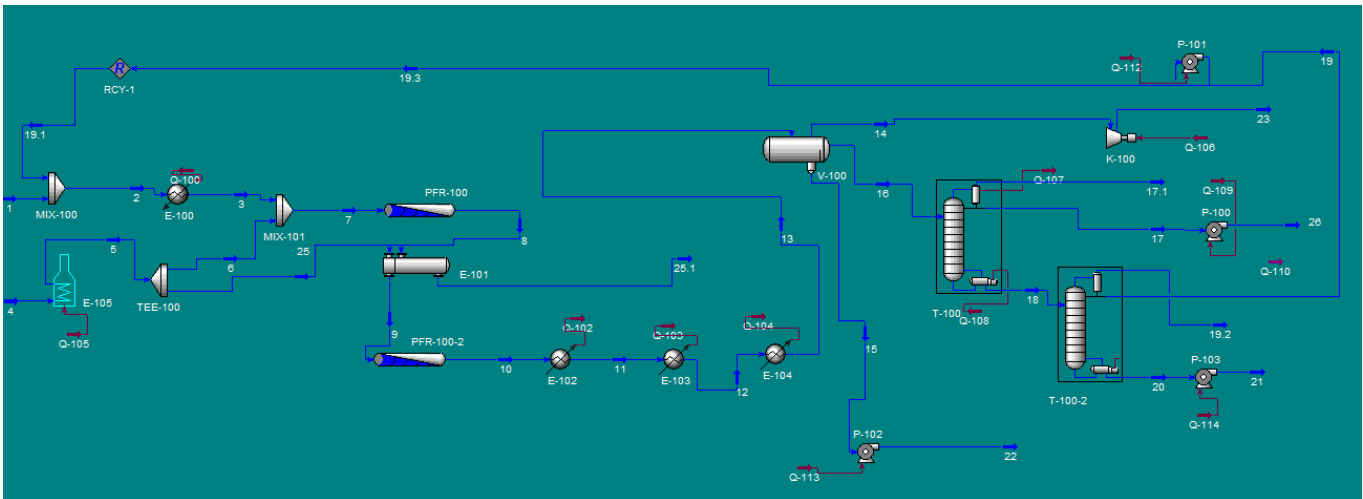 P-101
Q-112
19
19.3
R
RCY-1
19.1
14
23
K-100
Q-106
V-100
Q-100
2
3
E-100
1
MIX-100
MIX-101
7
PFR-100
8
16
Q-107
17.1
Q-109
P-100
26
17
Q-110
5
6
25
13
E-101
25.1
4
E-105
TEE-100
Q-105
T-100
Q-108
18
9
Q-102
Q-103
Q-104
15
19.2
PFR-100-2
10
E-102
11
E-103
12
E-104
T-100-2
P-103
20
21
Q-114
P-102
22
Q-113